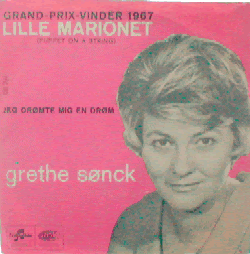 GRAND-PRIX-VINDER 1967
LILLE MARIONET
(PUPPET ON A STRING)
JEG DRØMTE MIG EN DRØM
grethe sønck